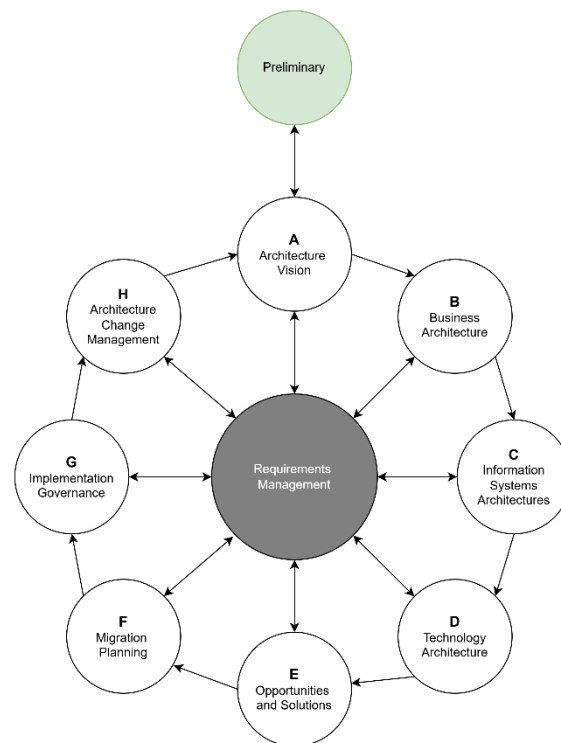 Preliminary
A
Architecture
Vision
H
Architecture
Change
Management
B
Business
Architecture
G
Implementation
Governance
Requirements
Management
C
Information
Systems
Architectures
F
Migration
Planning
D
Technology
Architecture
E
Opportunities
and Solutions